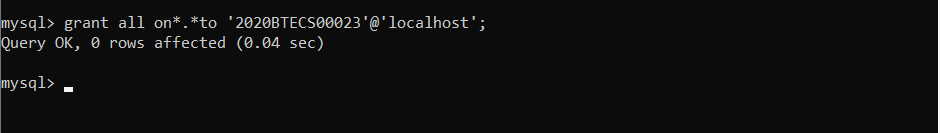 mysql> grant all on*.*to '2020BTECS00023'@'localhost';
Query OK, 0 rows affected (0.04 sec)
mysql>